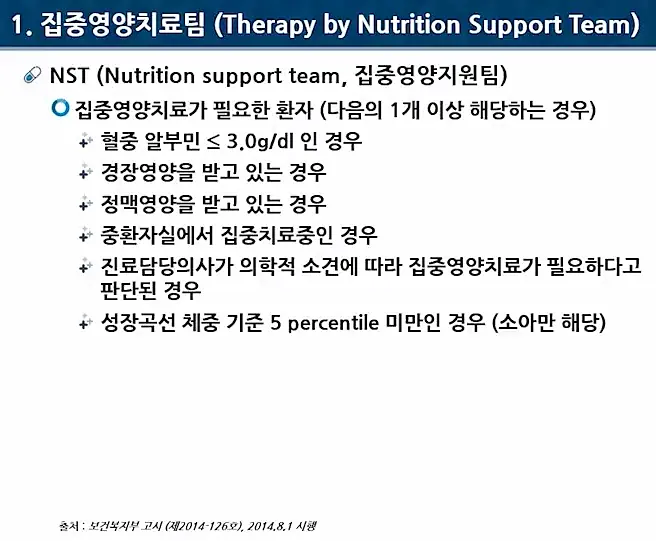 1. 집중영양치료팀 (Therapy by Nutrition Support Team)
NST (Nutrition support team, 집중영양지원팀)
집중영양치료가 필요한 환자 (다음의 1개 이상 해당하는 경우)
혈중 알부민 ≤ 3.0g/dl 인 경우
경장영양을 받고 있는 경우
정맥영양을 받고 있는 경우
중환자실에서 집중치료중인 경우
진료담당의사가 의학적 소견에 따라 집중영양치료가 필요하다고
판단된 경우
성장곡선 체중 기준 5 percentile 미만인 경우 (소아만 해당)
출처 : 보건복지부 고시 (제2014-126호), 2014.8.1 시행